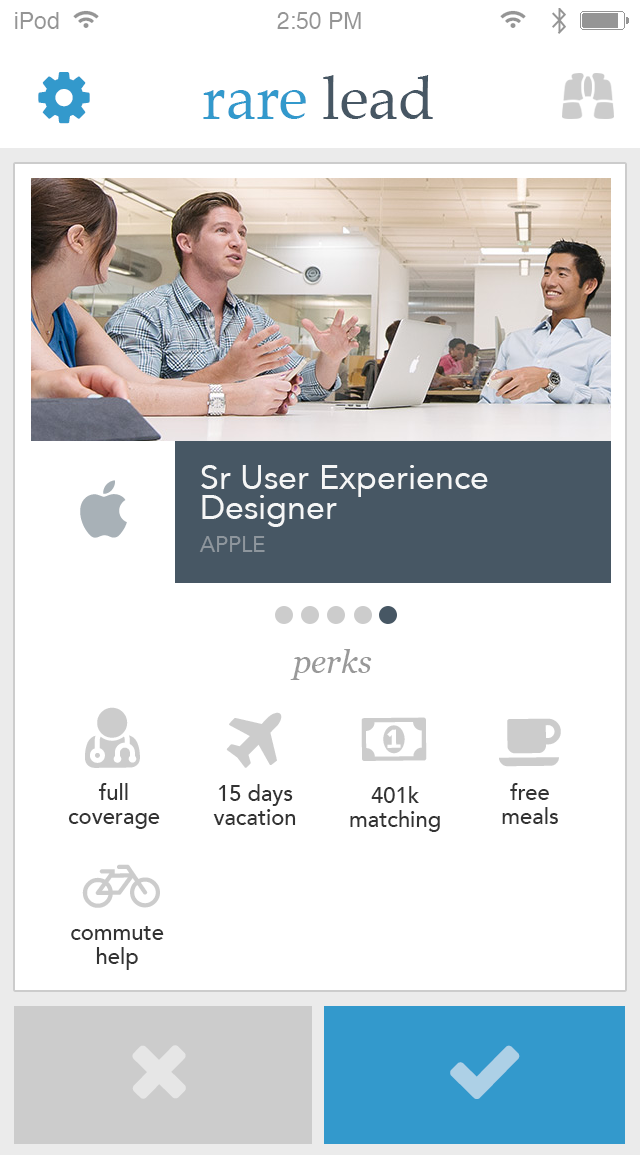 iPod 2:50 PM
rare lead
Sr User Experience
Designer
APPLE
perks
full
coverage
15 days
vacation
401k
matching
free
meals
commute
help